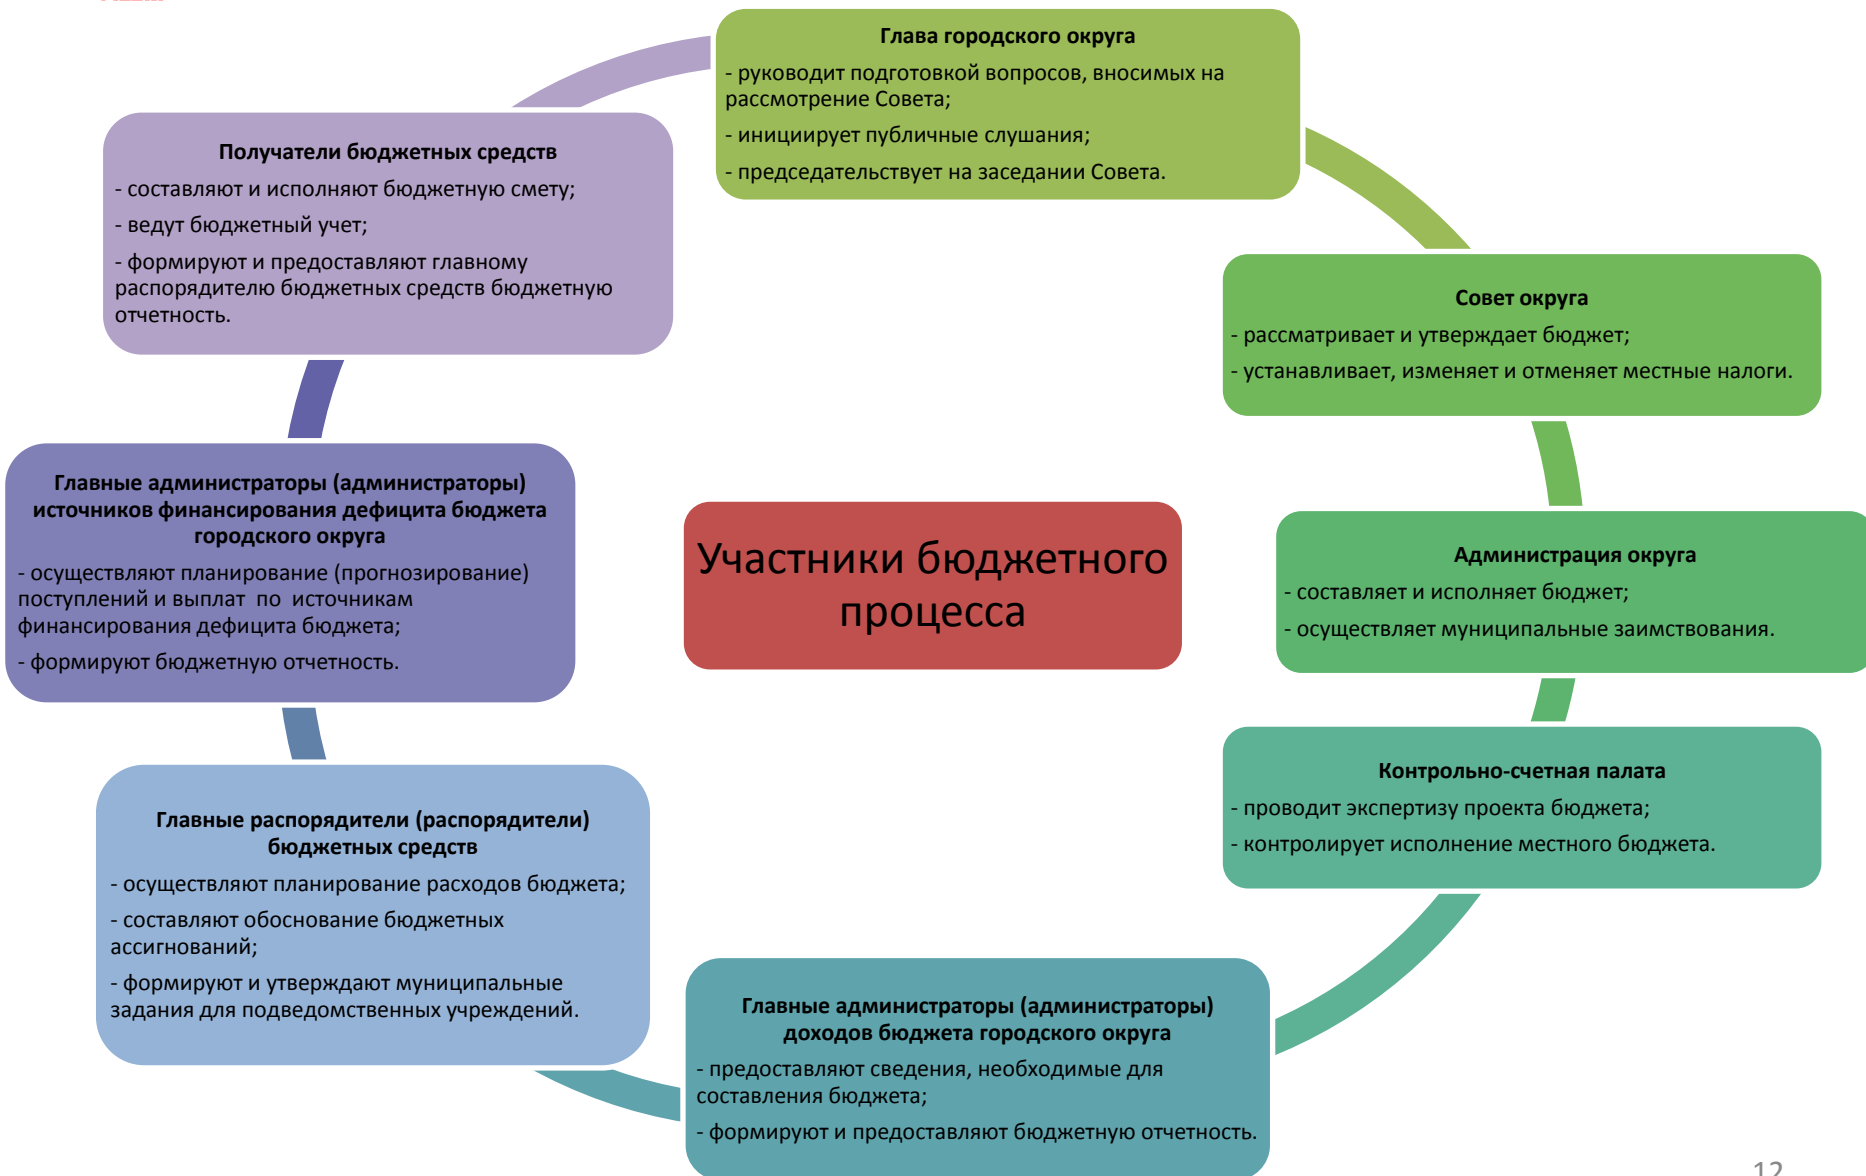 Глава городского округа
- руководит подготовкой вопросов, вносимых на
рассмотрение Совета;
- инициирует публичные слушания;
- председательствует на заседании Совета.
Совет округа
- рассматривает и утверждает бюджет;
- устанавливает, изменяет и отменяет местные налоги.
Администрация округа
- составляет и исполняет бюджет;
- осуществляет муниципальные заимствования.
Контрольно-счетная палата
- проводит экспертизу проекта бюджета;
- контролирует исполнение местного бюджета.
Главные администраторы (администраторы)
доходов бюджета городского округа
- предоставляют сведения, необходимые для
составления бюджета;
- формируют и предоставляют бюджетную отчетность.
Главные распорядители (распорядители)
бюджетных средств
- осуществляют планирование расходов бюджета;
- составляют обоснование бюджетных
ассигнований;
- формируют и утверждают муниципальные
задания для подведомственных учреждений.
Главные администраторы (администраторы)
источников финансирования дефицита бюджета
городского округа
- осуществляют планирование (прогнозирование)
поступлений и выплат по источникам
финансирования дефицита бюджета;
- формируют бюджетную отчетность.
Получатели бюджетных средств
- составляют и исполняют бюджетную смету;
- ведут бюджетный учет;
- формируют и предоставляют главному
распорядителю бюджетных средств бюджетную
отчетность.
Участники бюджетного
процесса
12